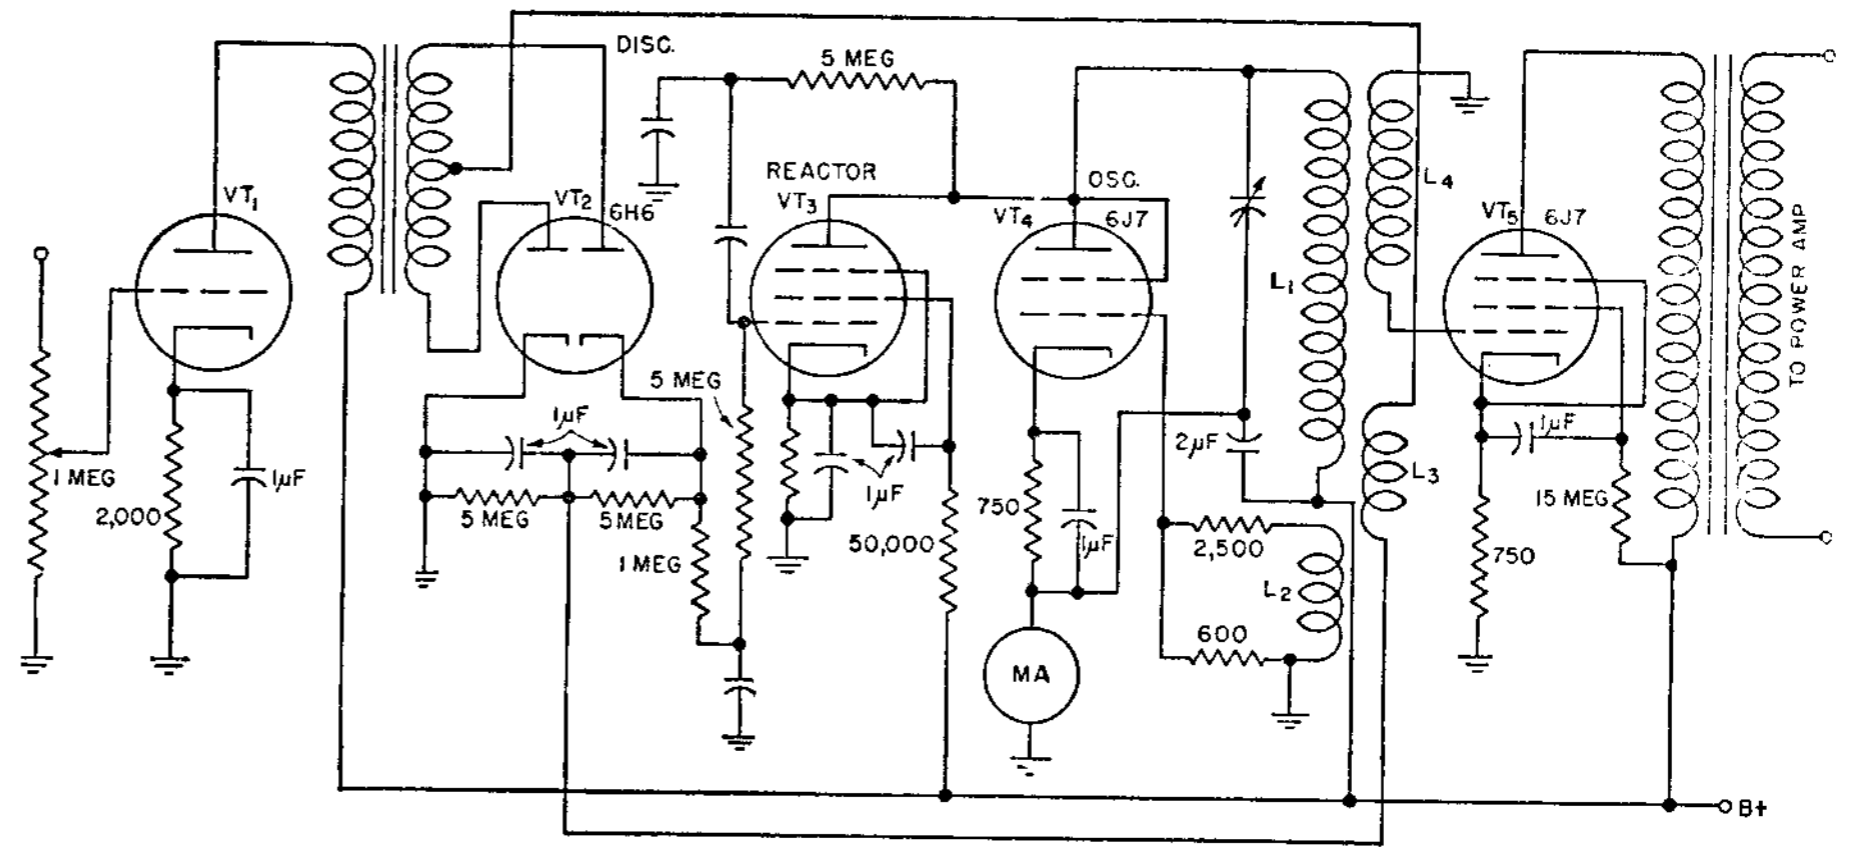 DISC.
5 MEG
REACTOR
VT1
VT2
6H6
VT3
OSC.
VT4
6J7
L4
VT5
6J7
L1
TO POWER AMP
5 MEG
1µF
1 MEG
1µF
2,000
5 MEG
5MEG
1µF
2µF
L3
1µF
15 MEG
750
1µF
50,000
2,500
750
1 MEG
L2
600
MA
B+